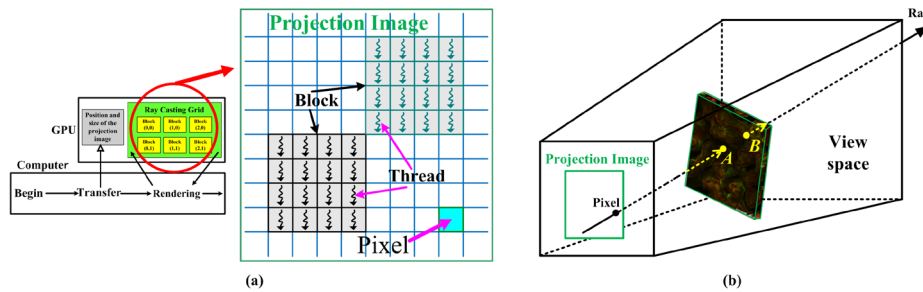 GPU
Position and
size of the
projection
image
Ray Casting Grid
Block
(0,0)
Block
(1,0)
Block
(2,0)
Block
(0,1)
Block
(1,1)
Block
(2,1)
Computer
Begin
Transfer
Rendering
Projection Image
Block
Thread
Pixel
(a)
Ra
Projection Image
Pixel
A
B
View
space
(b)